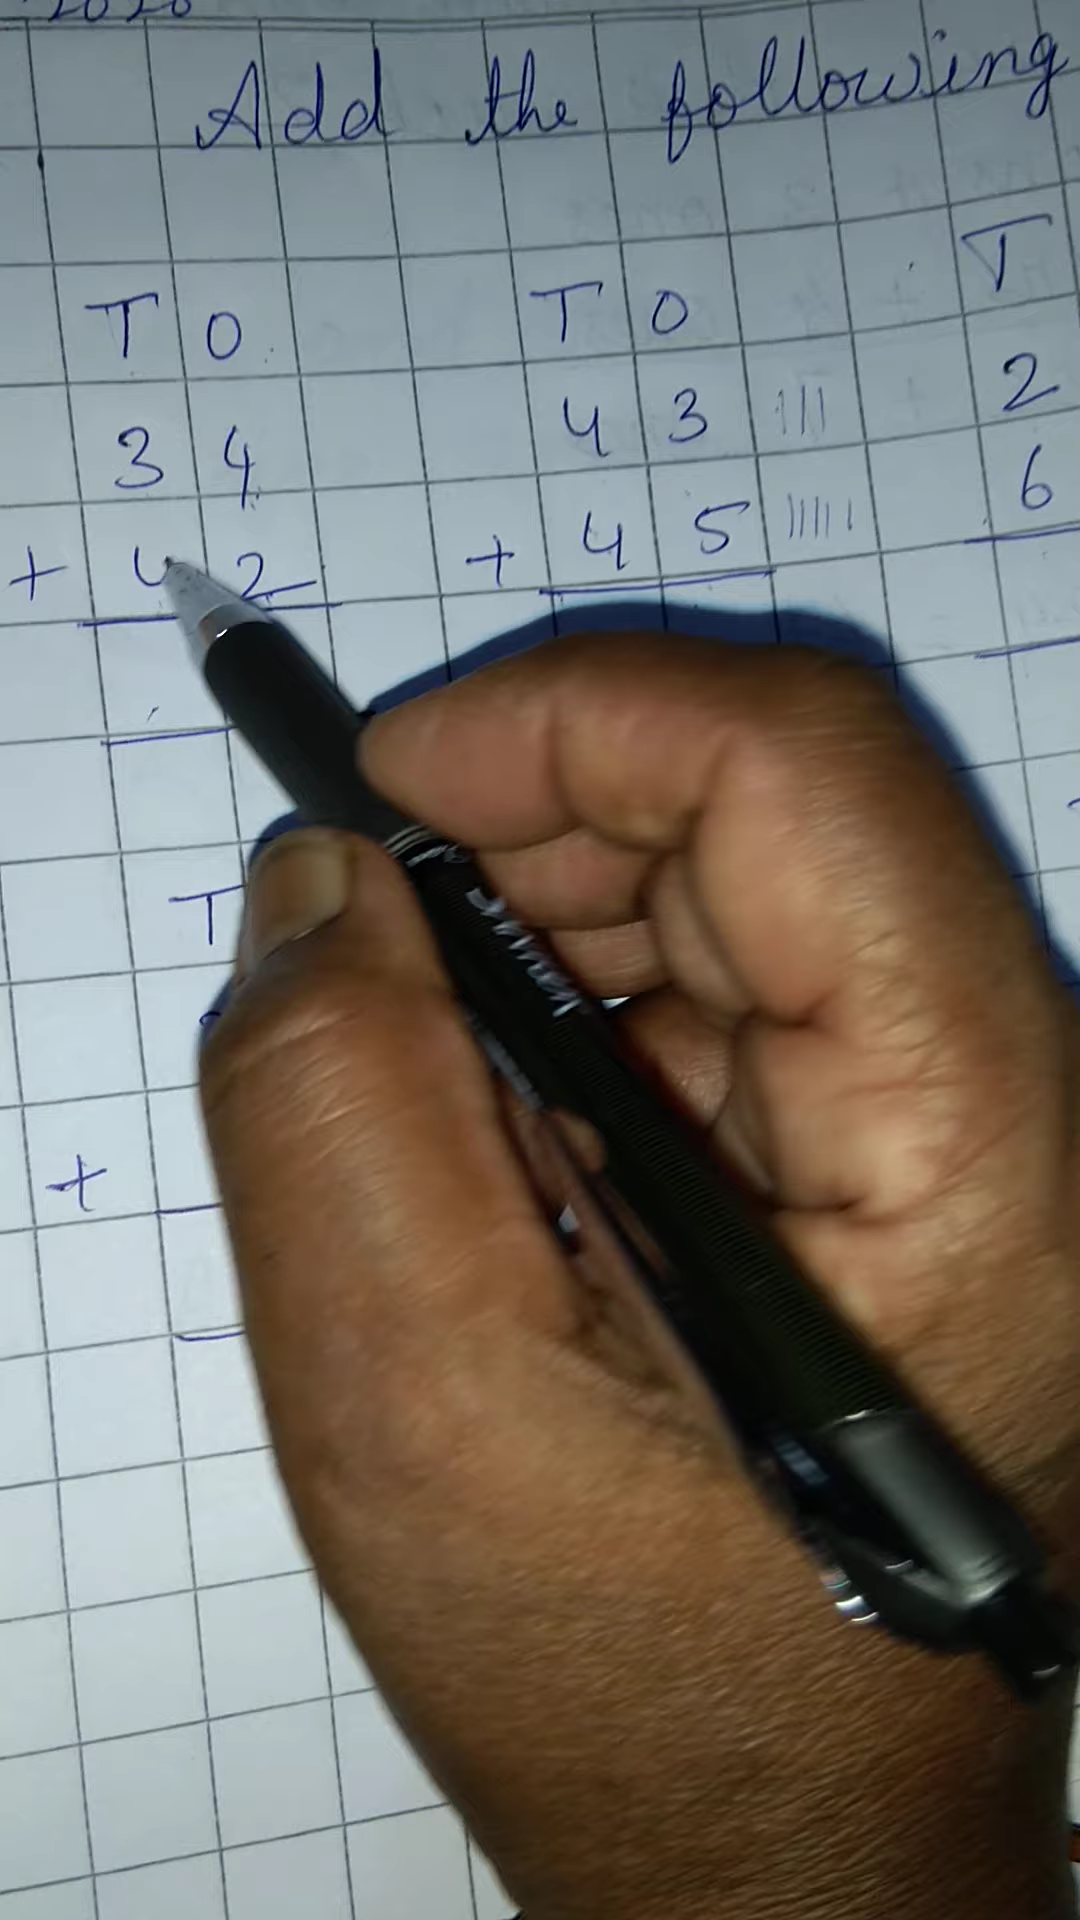 Add the following
T O T O T
3 4 4 3 ||| 2
+ 4 2 + 4 5 ||||| 6
T
+